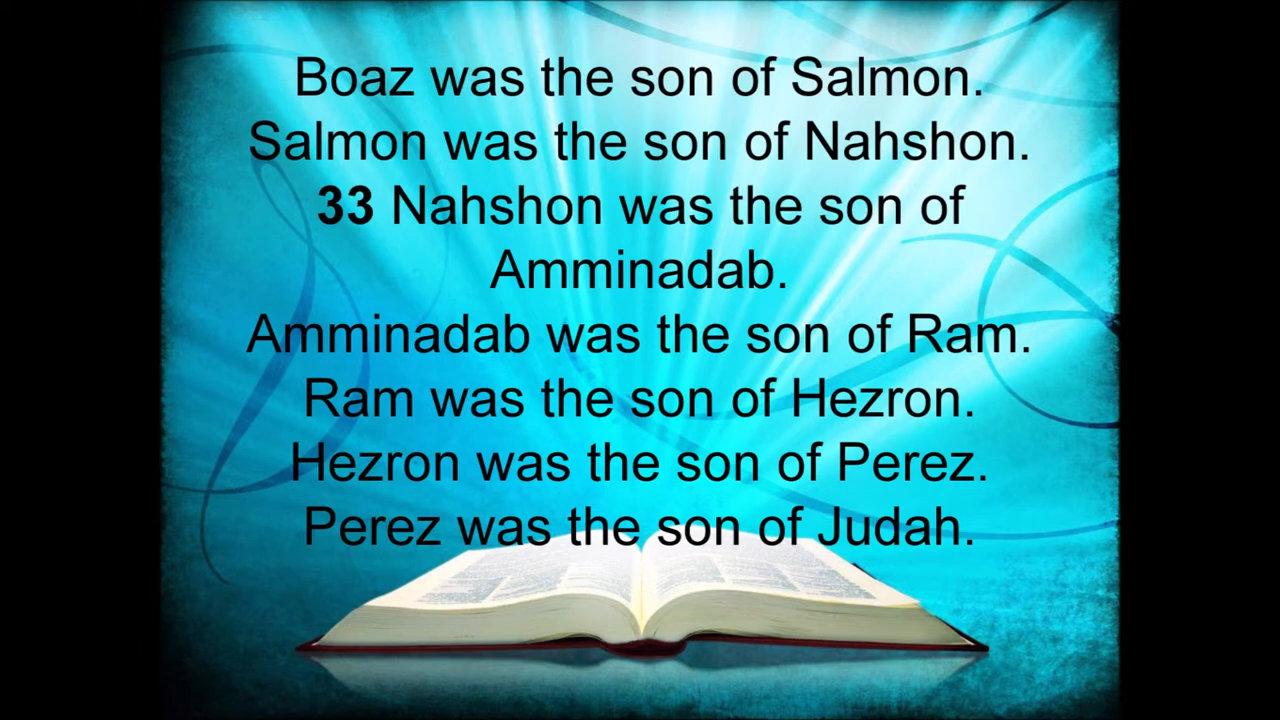 Boaz was the son of Salmon.
Salmon was the son of Nahshon.
33 Nahshon was the son of
Amminadab.
Amminadab was the son of Ram.
Ram was the son of Hezron.
Hezron was the son of Perez.
Perez was the son of Judah.